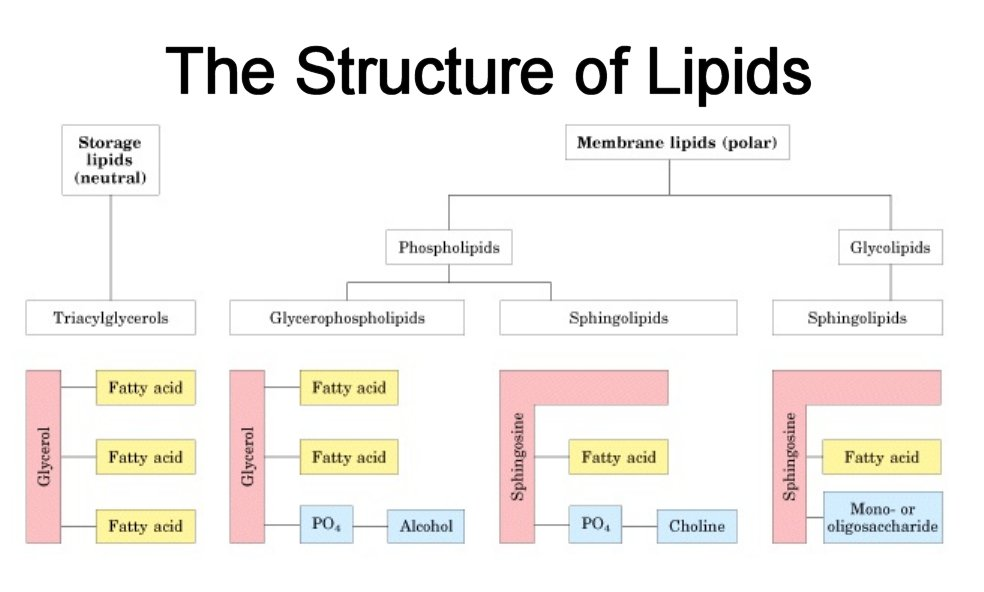 The Structure of Lipids
Storage
lipids
(neutral)
Membrane lipids (polar)
Phospholipids
Glycolipids
Triacylglycerols
Glycerophospholipids
Sphingolipids
Sphingolipids
Glycerol
Fatty acid
Fatty acid
Fatty acid
Glycerol
Fatty acid
Fatty acid
PO₄
Alcohol
Sphingosine
Fatty acid
PO₄
Choline
Sphingosine
Fatty acid
Mono- or
oligosaccharide